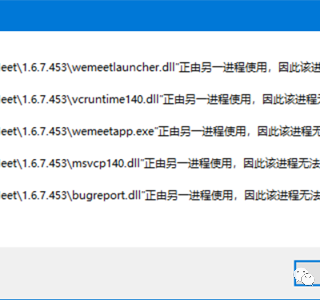 eet\1.6.7.453\wemeetlauncher.dll"正由另一进程使用，因此该进
eet\1.6.7.453\vcruntime140.dll"正由另一进程使用，因此该进程无
eet\1.6.7.453\wemeetapp.exe"正由另一进程使用，因此该进程无
eet\1.6.7.453\msvcp140.dll"正由另一进程使用，因此该进程无法
eet\1.6.7.453\bugreport.dll"正由另一进程使用，因此该进程无法